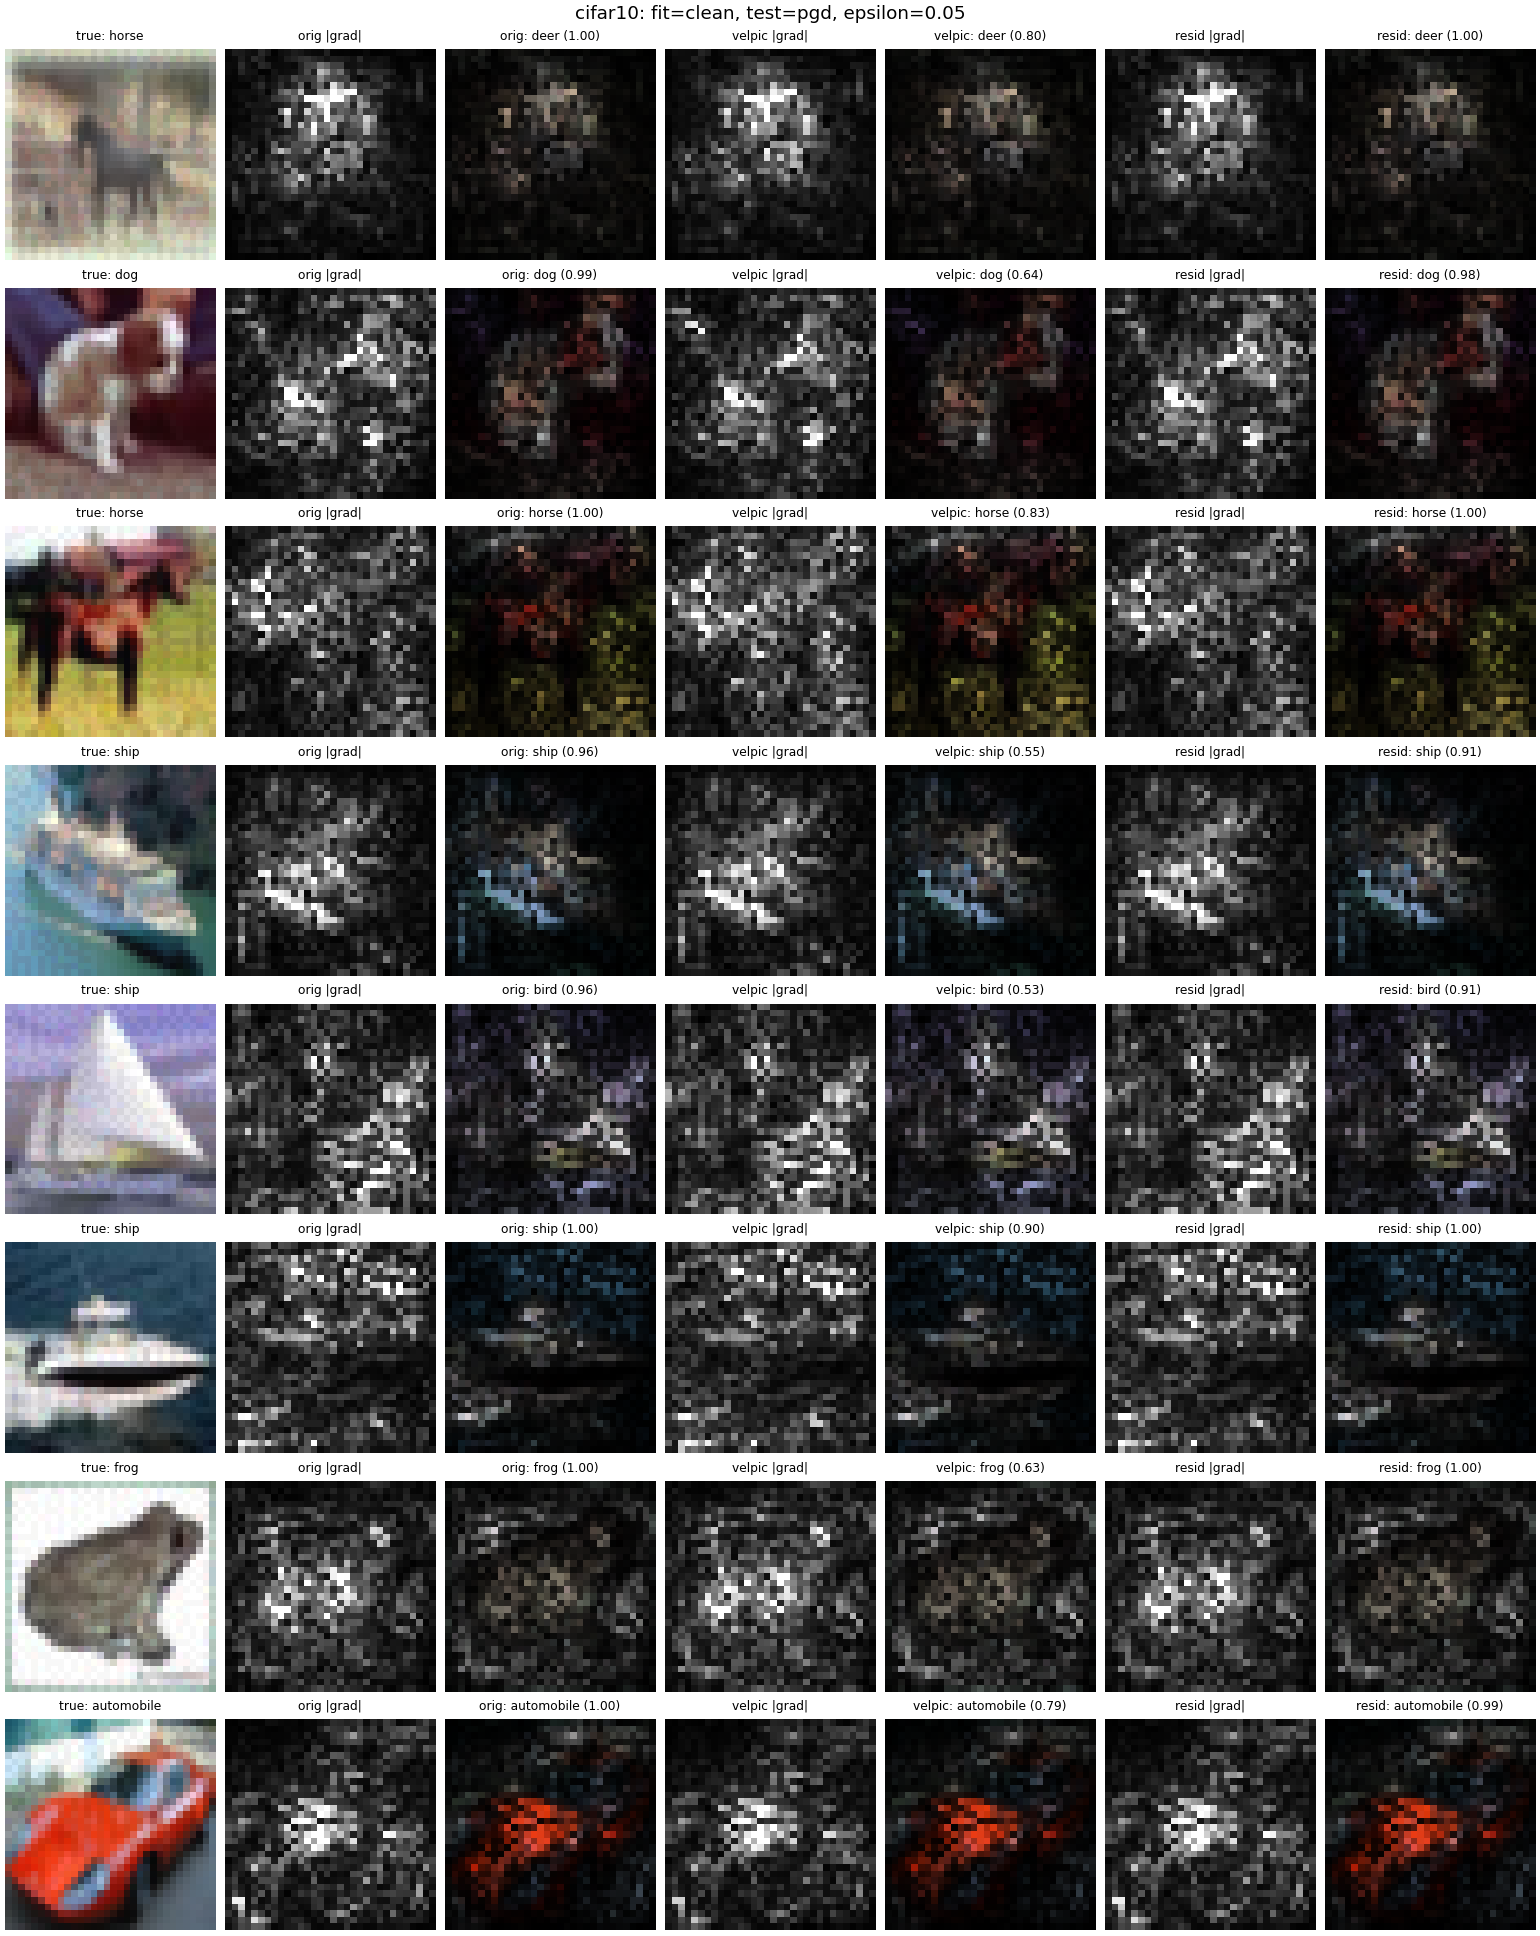 cifar10: fit=clean, test=pgd, epsilon=0.05
true: horse orig |grad| orig: deer (1.00) velpic |grad| velpic: deer (0.80) resid |grad| resid: deer (1.00)
true: dog orig |grad| orig: dog (0.99) velpic |grad| velpic: dog (0.64) resid |grad| resid: dog (0.98)
true: horse orig |grad| orig: horse (1.00) velpic |grad| velpic: horse (0.83) resid |grad| resid: horse (1.00)
true: ship orig |grad| orig: ship (0.96) velpic |grad| velpic: ship (0.55) resid |grad| resid: ship (0.91)
true: ship orig |grad| orig: bird (0.96) velpic |grad| velpic: bird (0.53) resid |grad| resid: bird (0.91)
true: ship orig |grad| orig: ship (1.00) velpic |grad| velpic: ship (0.90) resid |grad| resid: ship (1.00)
true: frog orig |grad| orig: frog (1.00) velpic |grad| velpic: frog (0.63) resid |grad| resid: frog (1.00)
true: automobile orig |grad| orig: automobile (1.00) velpic |grad| velpic: automobile (0.79) resid |grad| resid: automobile (0.99)